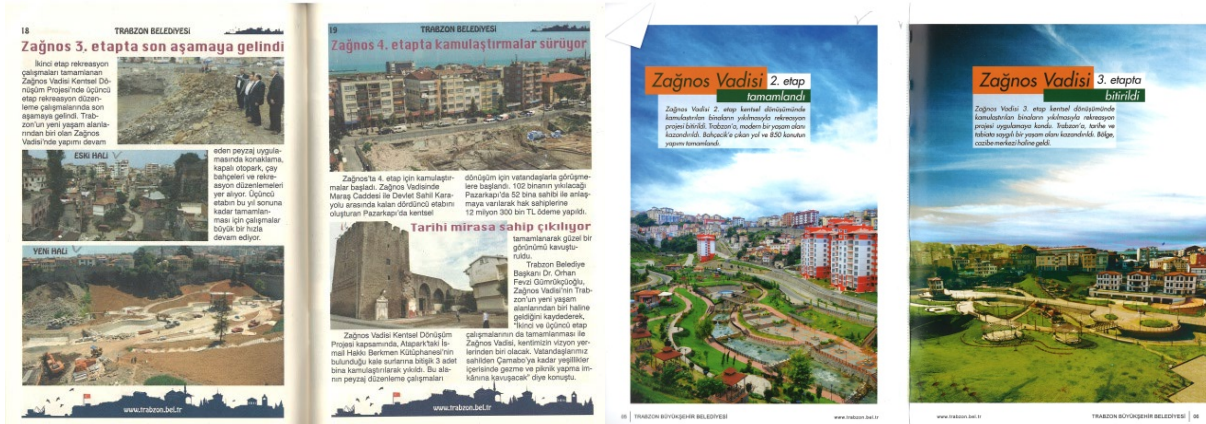 18
TRABZON BELEDİYESİ
Zağnos 3. etapta son aşamaya gelindi
İkinci etap rekreasyon
çalışmaları tamamlanan
Zağnos Vadisi Kentsel Dö-
nüşüm Projesi'nde üçüncü
etap rekreasyon düzen-
leme çalışmalarında son
aşamaya gelindi. Trab-
zon'un yeni yaşam alanla-
rından biri olan Zağnos
Vadisi'nde yapımı devam
ESKİ HALİ
eden peyzaj uygula-
masında konaklama,
kapalı otopark, çay
bahçeleri ve rekre-
asyon düzenlemeleri
yer alıyor. Üçüncü
etabın bu yıl sonuna
kadar tamamlan-
ması için çalışmalar
büyük bir hızla
devam ediyor.
YENİ HALİ
www.trabzon.bel.tr
19
TRABZON BELEDİYESİ
Zağnos 4. etapta kamulaştırmalar sürüyor
Zağnos'ta 4. etap için kamulaştır-
malar başladı. Zağnos Vadisinde
Maraş Caddesi ile Devlet Sahil Kara-
yolu arasında kalan dördüncü etabını
oluşturan Pazarkapı'da kentsel
dönüşüm için vatandaşlarla görüşme-
lere başlandı. 102 binanın yıkılacağı
Pazarkapı'da 52 bina sahibi ile anlaş-
maya varılarak hak sahiplerine
12 milyon 300 bin TL ödeme yapıldı.
Tarihi mirasa sahip çıkılıyor
Zağnos Vadisi Kentsel Dönüşüm
Projesi kapsamında, Atapark'taki İs-
mail Hakkı Berkmen Kütüphanesi'nin
bulunduğu kale surlarına bitişik 3 adet
bina kamulaştırılarak yıkıldı. Bu ala-
nın peyzaj düzenleme çalışmaları
tamamlanarak güzel bir
görünümü kavuştu-
ruldu.
Trabzon Belediye
Başkanı Dr. Orhan
Fevzi Gümrükçüoğlu,
Zağnos Vadisi'nin Trab-
zon'un yeni yaşam
alanlarından biri haline
geldiğini kaydederek,
"İkinci ve üçüncü etap
çalışmalarının da tamamlanması ile
Zağnos Vadisi, kentimizin vizyon yer-
lerinden biri olacak. Vatandaşlarımız
sahilden Çamabo'ya kadar yeşillikler
içerisinde gezme ve piknik yapma im-
kânına kavuşacak" diye konuştu.
www.trabzon.bel.tr
Zağnos Vadisi 2. etap
tamamlandı
Zağnos Vadisi 2. etap kentsel dönüşümünde
kamulaştırılan binaların yıkılmasıyla rekreasyon
projesi bitirildi. Trabzon'a, modern bir yaşam alanı
kazandırıldı. Bahçecik'e çıkan yol ve 850 konutun
yapımı tamamlandı.
TRABZON BÜYÜKŞEHİR BELEDİYESİ
www.trabzon.bel.tr
Zağnos Vadisi 3. etapta
bitirildi
Zağnos Vadisi 3. etap kentsel dönüşümünde
kamulaştırılan binaların yıkılmasıyla rekreasyon
projesi uygulamaya kondu. Trabzon'a, tarihe ve
tabiata saygılı bir yaşam alanı kazandırıldı. Bölge,
cazibe merkezi haline geldi.
www.trabzon.bel.tr
TRABZON BÜYÜKŞEHİR BELEDİYESİ